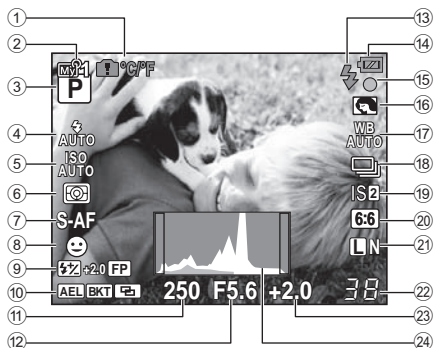 ① ② ③ ④ ⑤ ⑥ ⑦ ⑧ ⑨ ⑩ ⑪ ⑫
⑬ ⑭ ⑮ ⑯ ⑰ ⑱ ⑲ ⑳ ㉑ ㉒ ㉓ ㉔
My1
°C/°F
P
AUTO
ISO
AUTO
S-AF
+2.0 FP
AEL BKT
250 F5.6 +2.0
WB
AUTO
IS2
6:6
L N
38